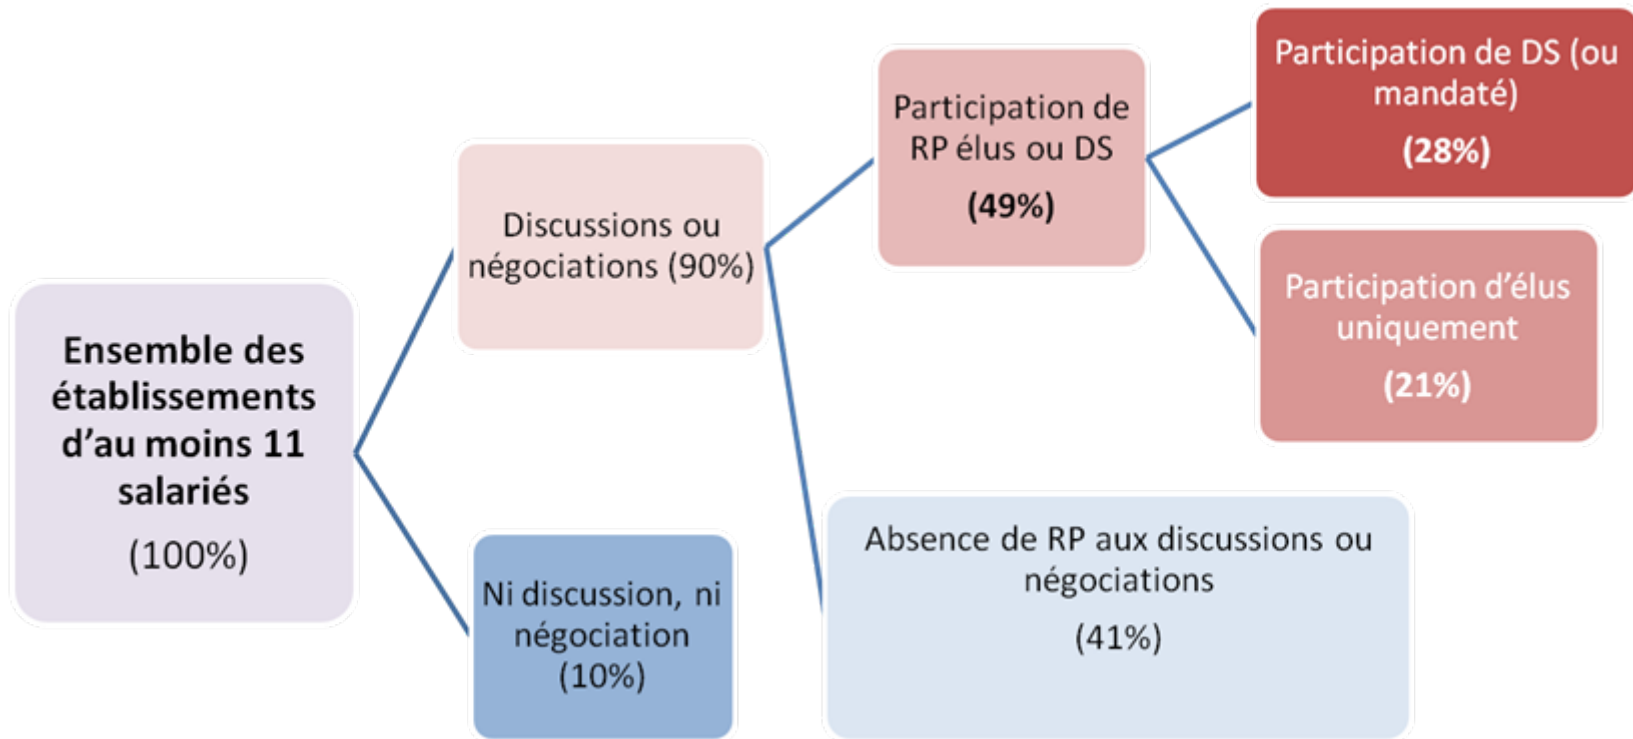 Ensemble des
établissements
d'au moins 11
salariés
(100%)
Discussions ou
négociations (90%)
Ni discussion, ni
négociation
(10%)
Participation de
RP élus ou DS
(49%)
Absence de RP aux discussions ou
négociations
(41%)
Participation de DS (ou
mandaté)
(28%)
Participation d'élus
uniquement
(21%)